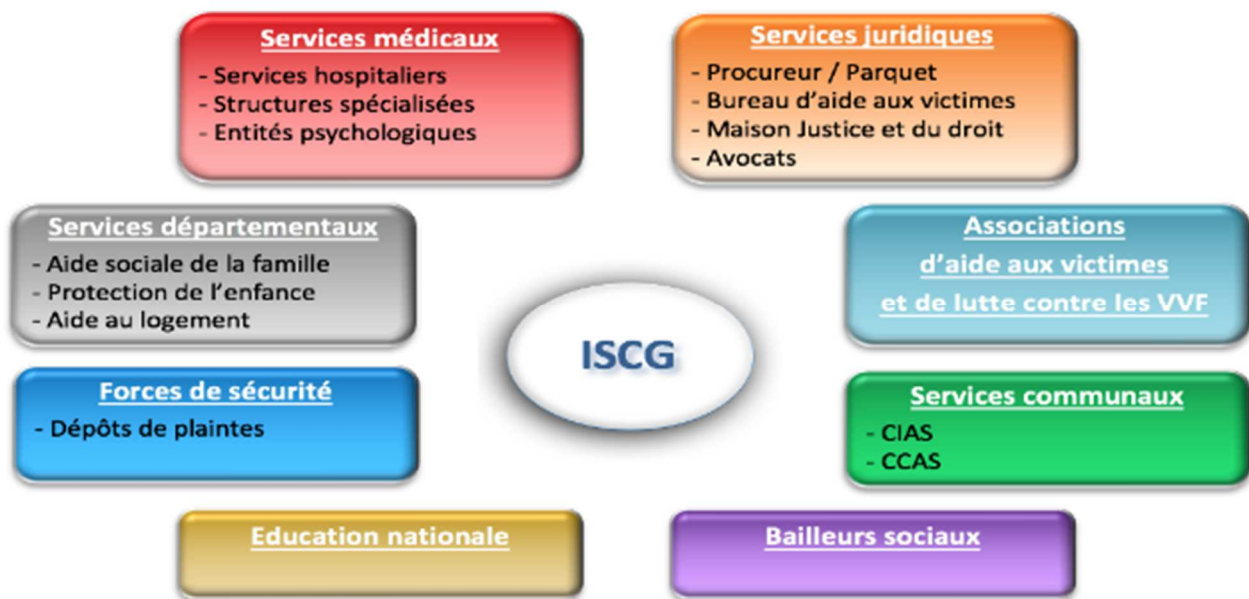 Services médicaux
- Services hospitaliers
- Structures spécialisées
- Entités psychologiques
Services juridiques
- Procureur / Parquet
- Bureau d'aide aux victimes
- Maison Justice et du droit
- Avocats
Services départementaux
- Aide sociale de la famille
- Protection de l'enfance
- Aide au logement
Associations
d'aide aux victimes
et de lutte contre les VVF
ISCG
Forces de sécurité
- Dépôts de plaintes
Services communaux
- CIAS
- CCAS
Education nationale
Bailleurs sociaux